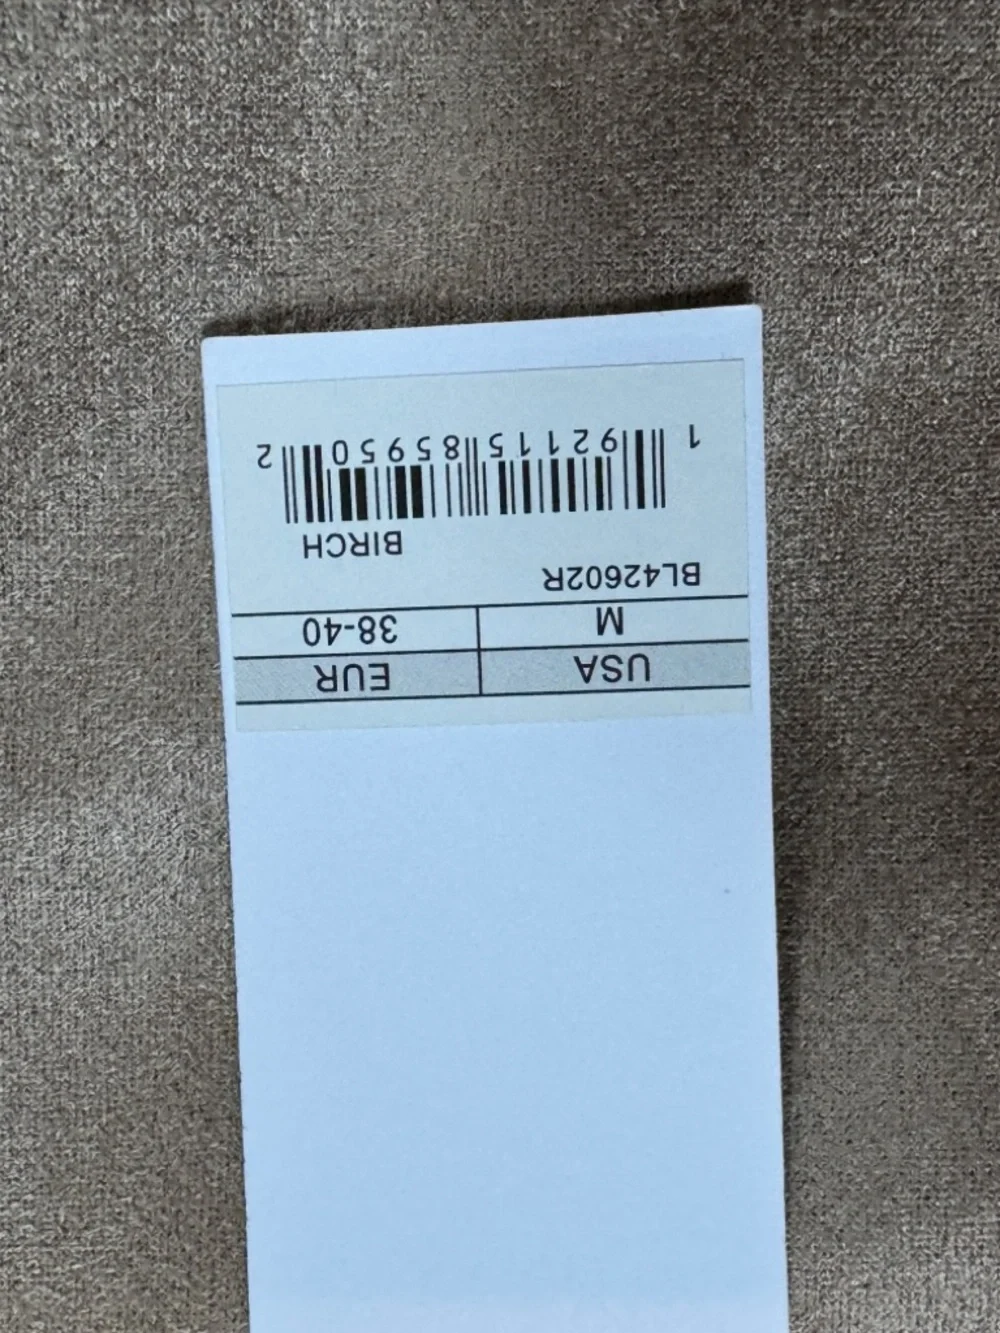 USA EUR
M 38-40
BL42602R
BIRCH
1 92115 85950 2